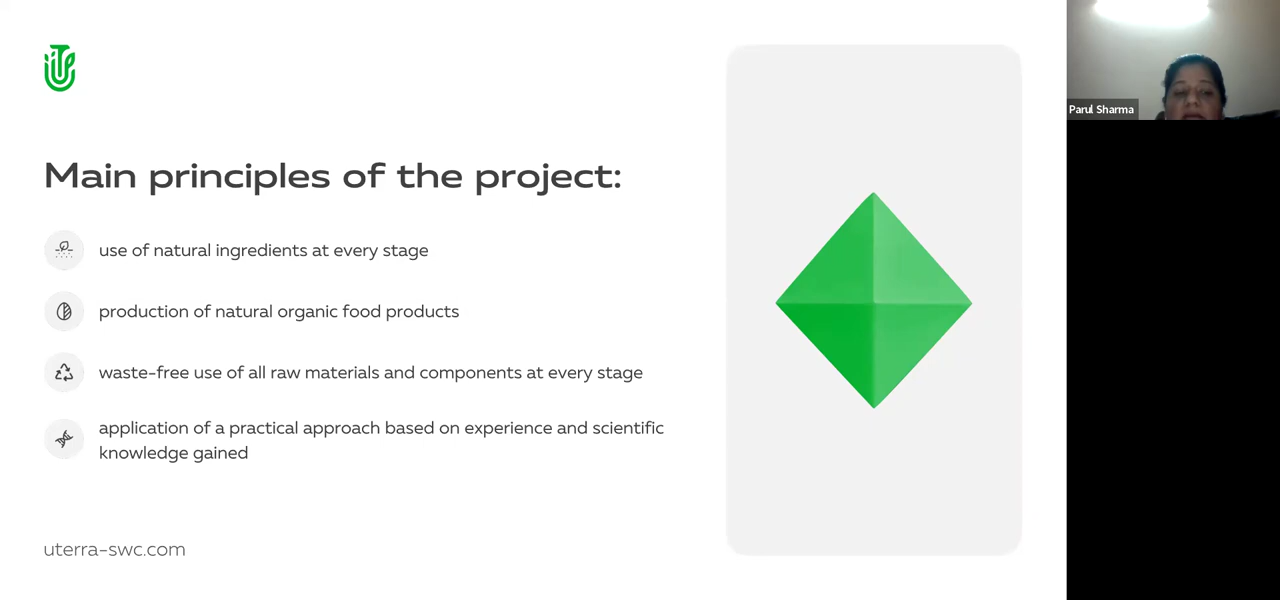 Main principles of the project:
use of natural ingredients at every stage
production of natural organic food products
waste-free use of all raw materials and components at every stage
application of a practical approach based on experience and scientific
knowledge gained
uterra-swc.com
Parul Sharma